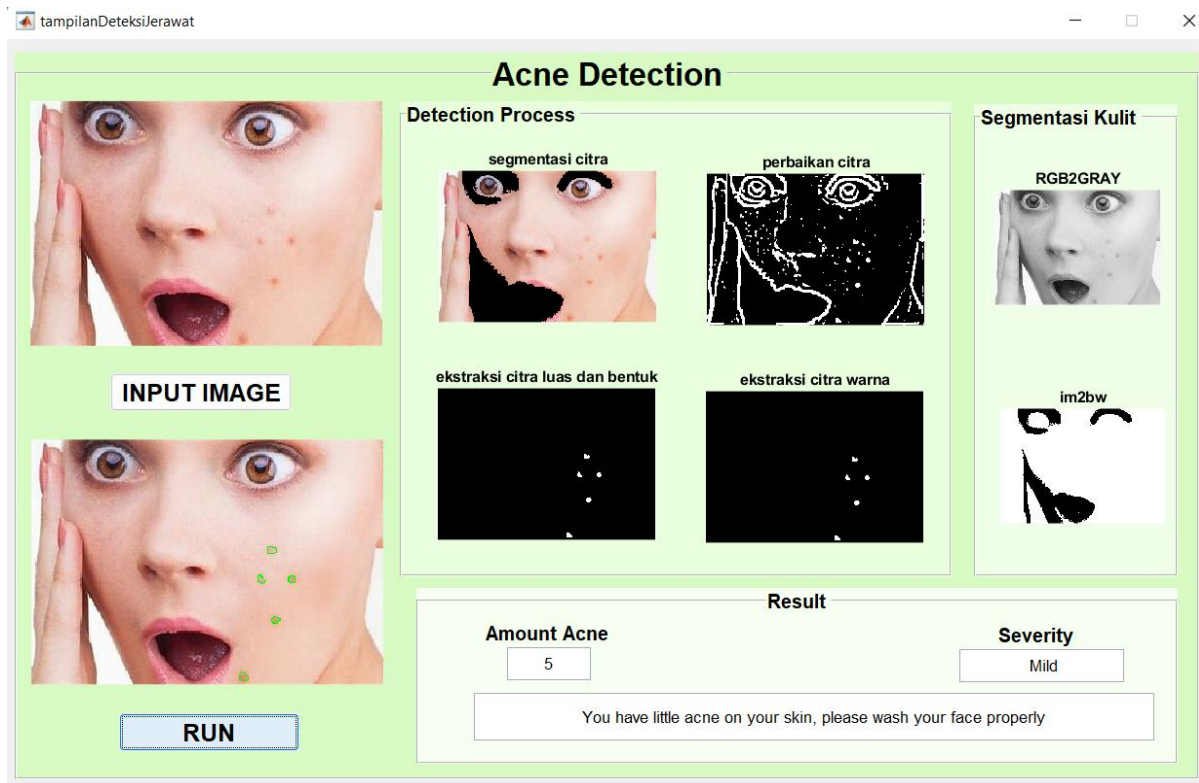 tampilanDeteksiJerawat
Acne Detection
INPUT IMAGE
RUN
Detection Process
segmentasi citra
perbaikan citra
ekstraksi citra luas dan bentuk
ekstraksi citra warna
Segmentasi Kulit
RGB2GRAY
im2bw
Result
Amount Acne
5
Severity
Mild
You have little acne on your skin, please wash your face properly